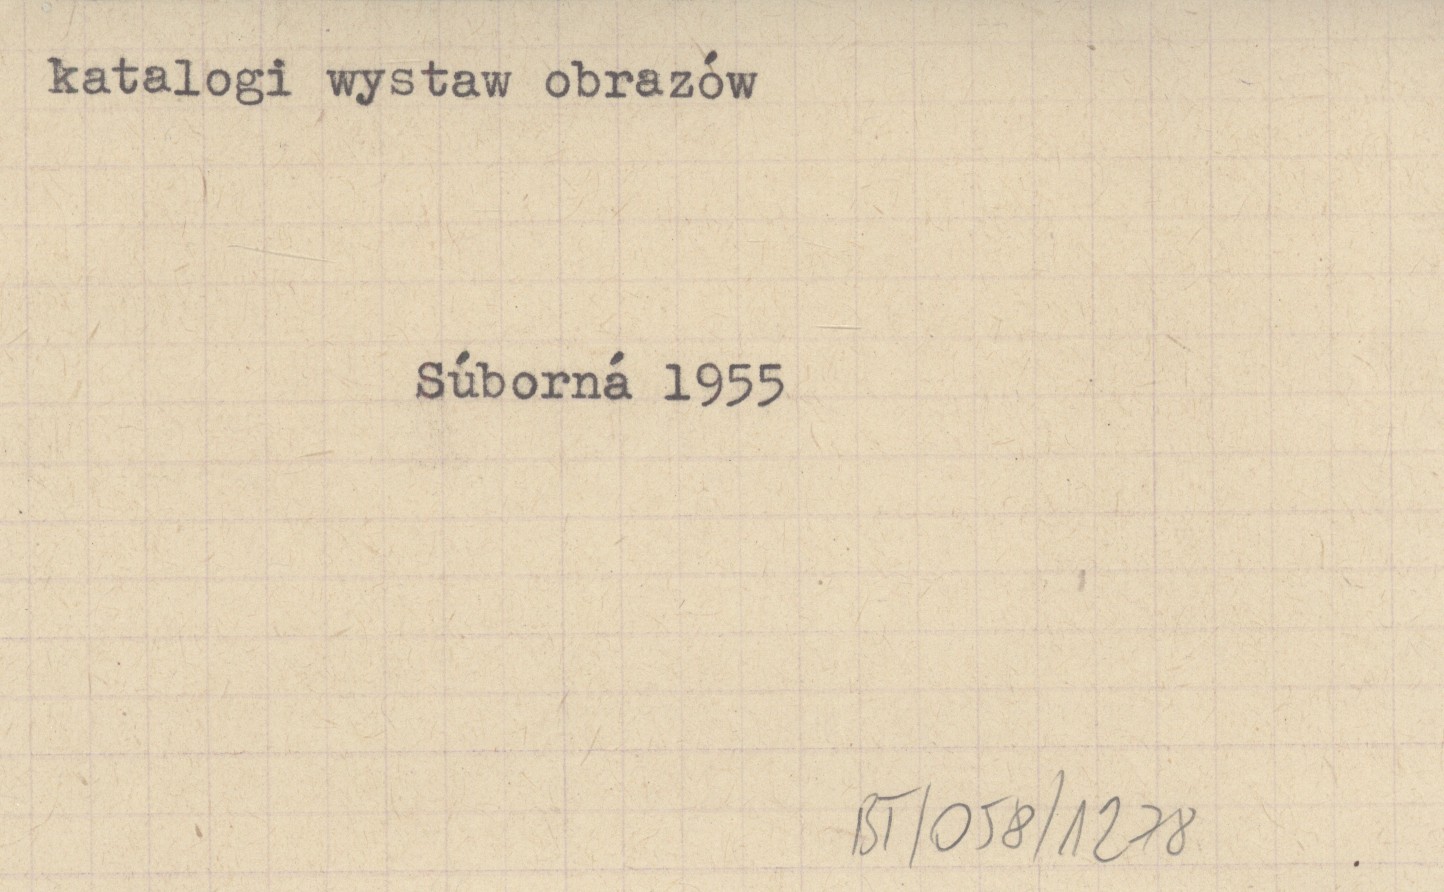 katalogi wystaw obrazów
Súborná 1955
BT/058/1278